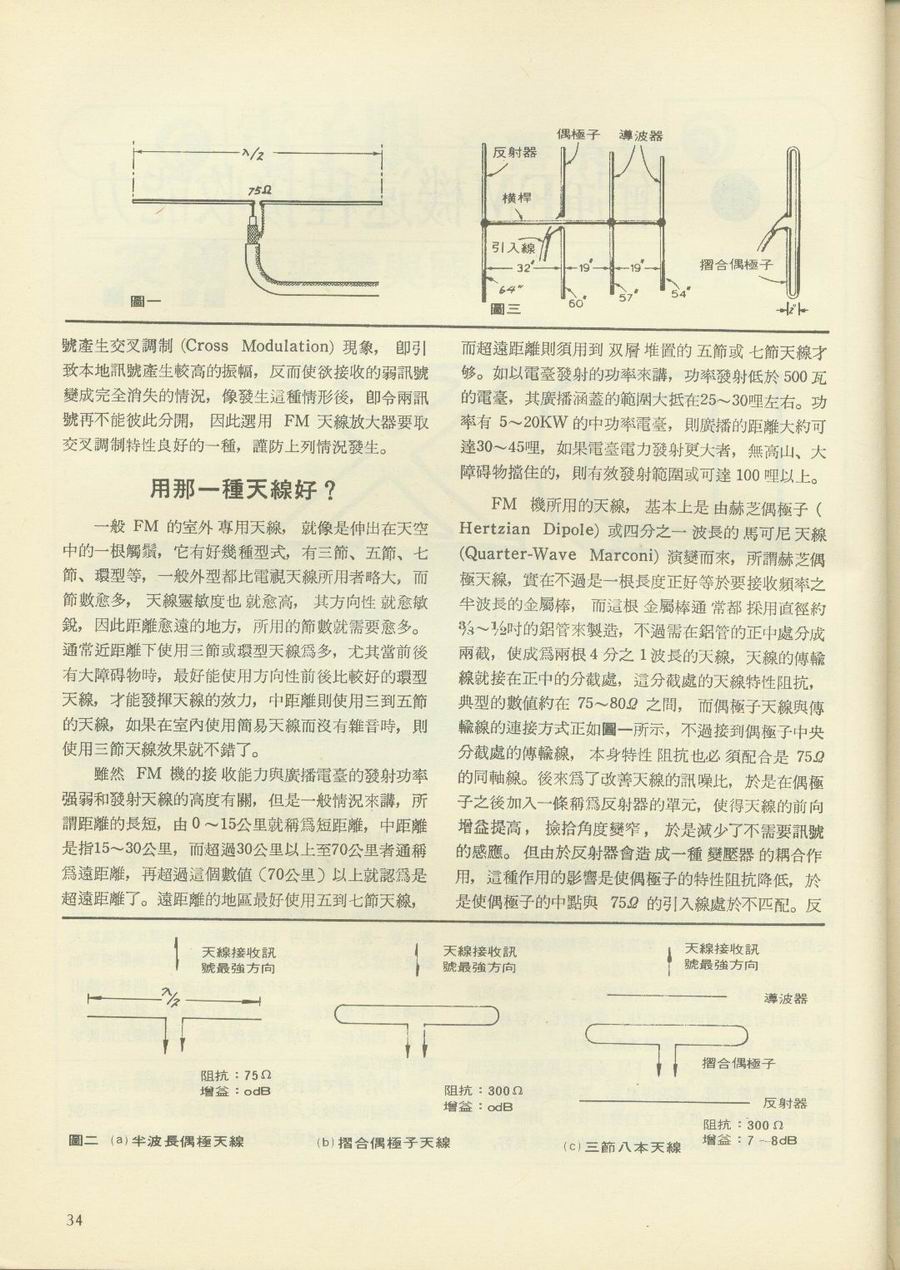 λ/2
75Ω
圖一
偶極子
導波器
反射器
橫桿
引入線
32"
19"
19"
64"
60"
57"
54"
圖三
摺合偶極子
號產生交叉調制 (Cross Modulation) 現象， 卽引
致本地訊號產生較高的振幅，反而使欲接收的弱訊號
變成完全消失的情況，像發生這種情形後，卽令兩訊
號再不能彼此分開， 因此選用 FM 天線放大器要取
交叉調制特性良好的一種，謹防上列情況發生。
用那一種天線好？
一般 FM 的室外專用天線， 就像是伸出在天空
中的一根觸鬚，它有好幾種型式，有三節、五節、七
節、環型等，一般外型都比電視天線所用者略大，而
節數愈多， 天線靈敏度也就愈高， 其方向性就愈敏
銳，因此距離愈遠的地方，所用的節數就需要愈多。
通常近距離下使用三節或環型天線爲多，尤其當前後
有大障碍物時，最好能使用方向性前後比較好的環型
天線，才能發揮天線的效力，中距離則使用三到五節
的天線，如果在室內使用簡易天線而沒有雜音時，則
使用三節天線效果就不錯了。
雖然 FM 機的接收能力與廣播電臺的發射功率
强弱和發射天線的高度有關，但是一般情況來講，所
謂距離的長短，由0～15公里就稱爲短距離，中距離
是指15～30公里，而超過30公里以上至70公里者通稱
爲遠距離，再超過這個數值（70公里）以上就認爲是
超遠距離了。遠距離的地區最好使用五到七節天線，
而超遠距離則須用到双層堆置的五節或七節天線才
够。如以電臺發射的功率來講，功率發射低於500瓦
的電臺，其廣播涵蓋的範圍大抵在25～30哩左右。功
率有 5～20KW 的中功率電臺，則廣播的距離大約可
達30～45哩，如果電臺電力發射更大者，無高山、大
障碍物擋住的，則有效發射範圍或可達 100 哩以上。
FM 機所用的天線， 基本上是由赫芝偶極子（
Hertzian Dipole) 或四分之一波長的馬可尼天線
(Quarter-Wave Marconi) 演變而來，所謂赫芝偶
極天線，實在不過是一根長度正好等於要接收頻率之
半波長的金屬棒， 而這根金屬棒通常都採用直徑約
⅜～½吋的鋁管來製造，不過需在鋁管的正中處分成
兩截，使成爲兩根4分之1波長的天線，天線的傳輸
線就接在正中的分截處，這分截處的天線特性阻抗，
典型的數値約在 75～80Ω 之間， 而偶極子天線與傳
輸線的連接方式正如圖一所示，不過接到偶極子中央
分截處的傳輸線， 本身特性阻抗也必須配合是 75Ω
的同軸線。後來爲了改善天線的訊噪比，於是在偶極
子之後加入一條稱爲反射器的單元，使得天線的前向
增益提高， 撿拾角度變窄， 於是減少了不需要訊號
的感應。 但由於反射器會造成一種變壓器的耦合作
用，這種作用的影響是使偶極子的特性阻抗降低，於
是使偶極子的中點與 75Ω 的引入線處於不匹配。反
天線接收訊
號最強方向
λ/2
阻抗：75Ω
增益：odB
圖二 (a)半波長偶極天線
天線接收訊
號最強方向
阻抗：300Ω
增益：odB
(b)摺合偶極子天線
天線接收訊
號最強方向
導波器
摺合偶極子
反射器
阻抗：300Ω
增益：7～8dB
(c)三節八本天線
34